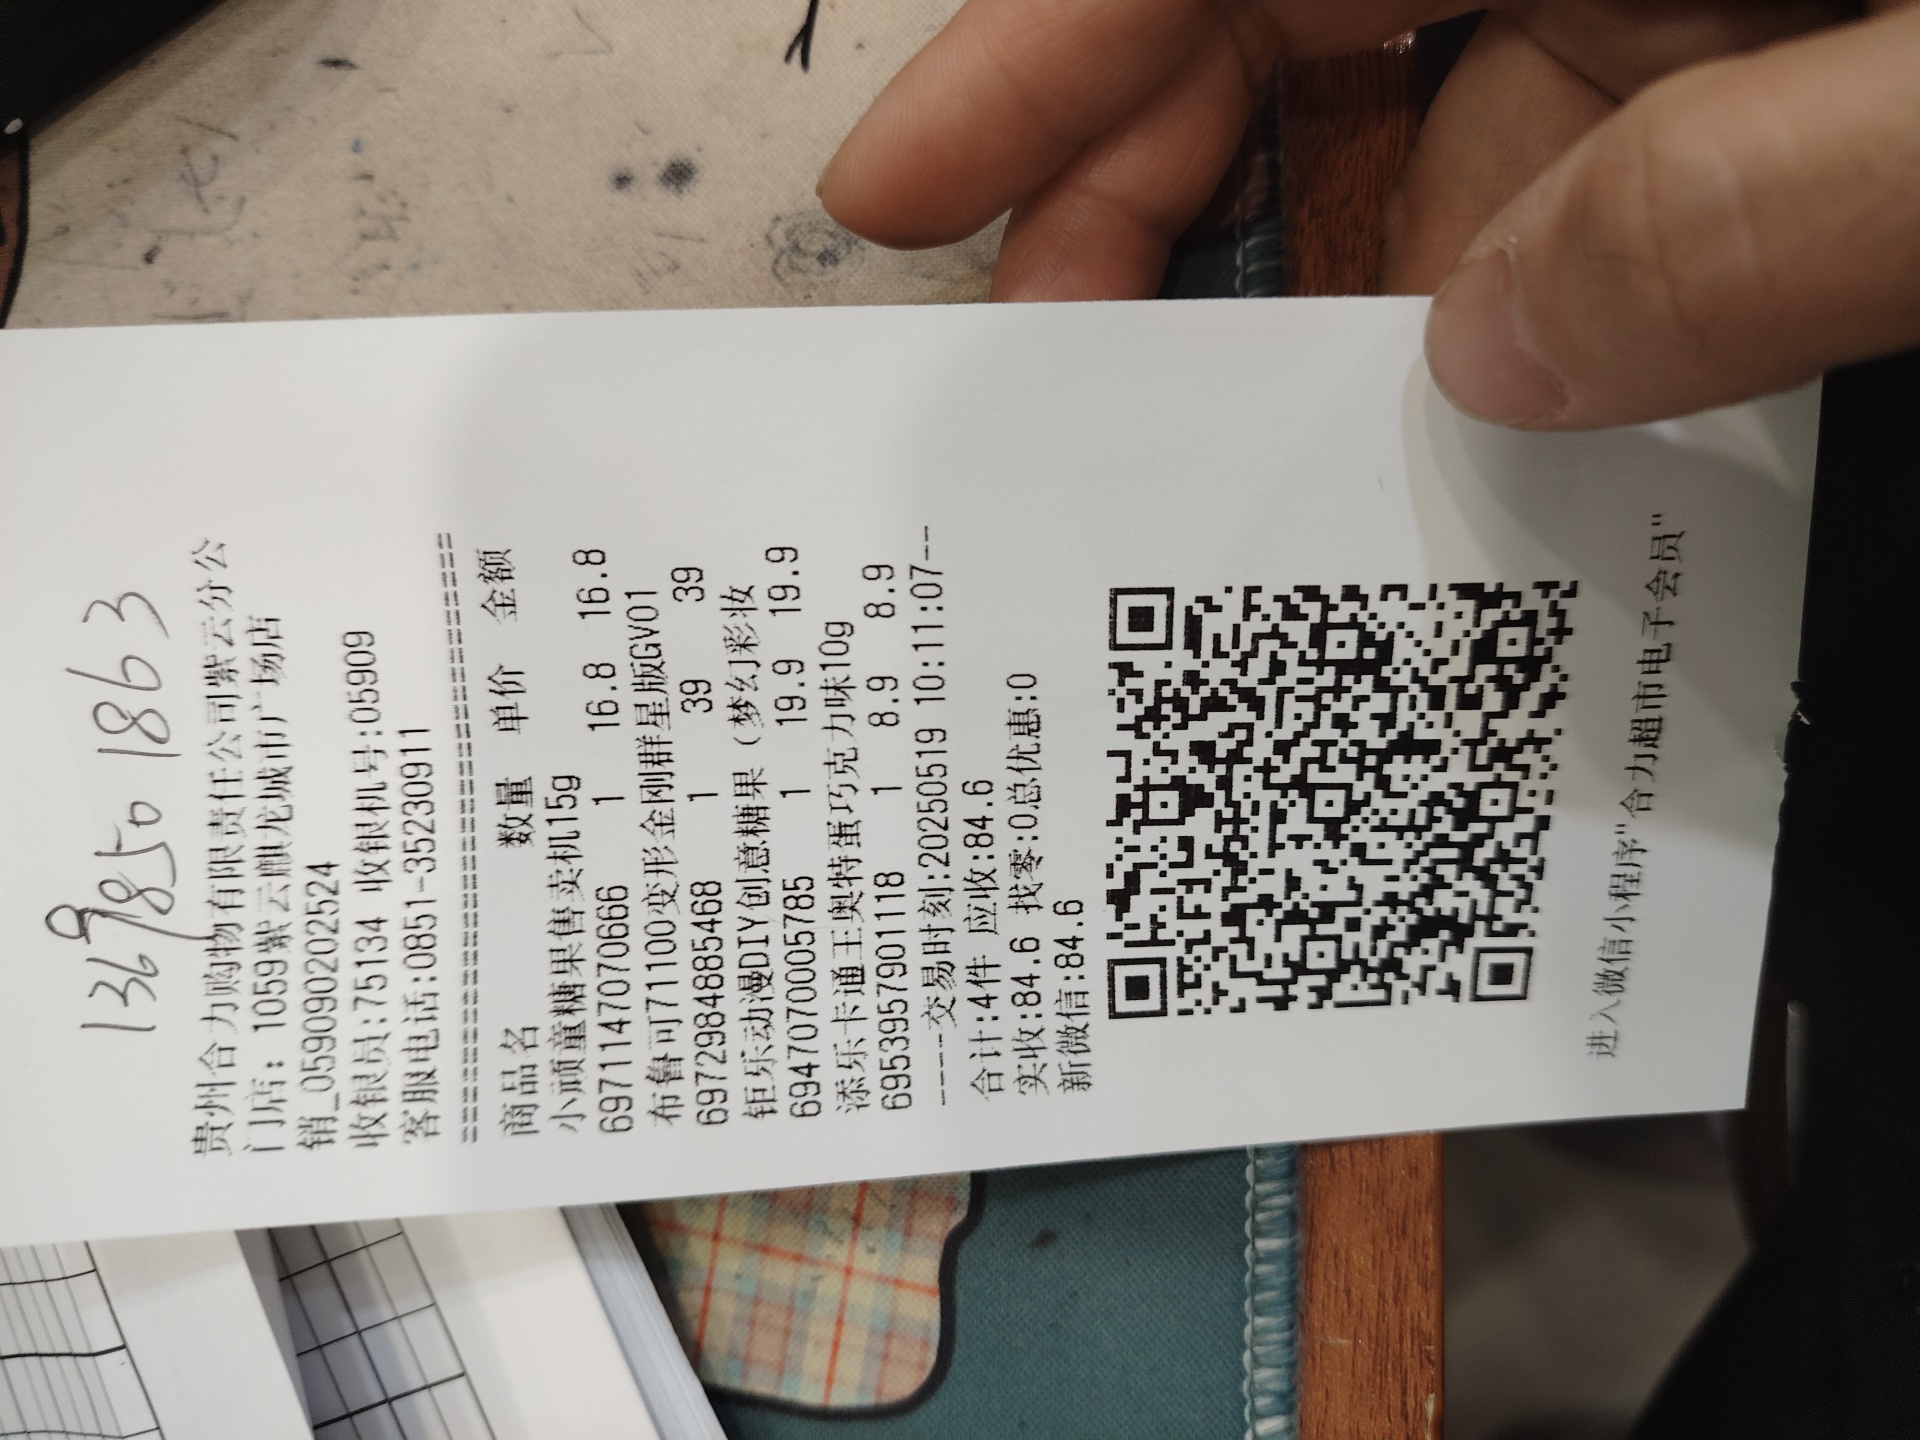 贵州合力购物有限责任公司紫云分公
门店: 1059紫云麒龙城市广场店
销_0590902025​24
收银员:75134 收银机号:05909
客服电话:0851-35230911
商品名 数量 单价 金额
小顽童糖果售卖机15g
6971147070666 1 16.8 16.8
布鲁可71100变形金刚群星版GV01
6972984885468 1 39 39
钜乐动漫DIY创意糖果（梦幻彩妆
6947070005785 1 19.9 19.9
添乐卡通王奥特蛋巧克力味10g
6953957901118 1 8.9 8.9
-----交易时刻:20250519 10:11:07--
合计:4件 应收:84.6
实收:84.6 找零:0总优惠:0
新微信:84.6
进入微信小程序"合力超市电子会员"